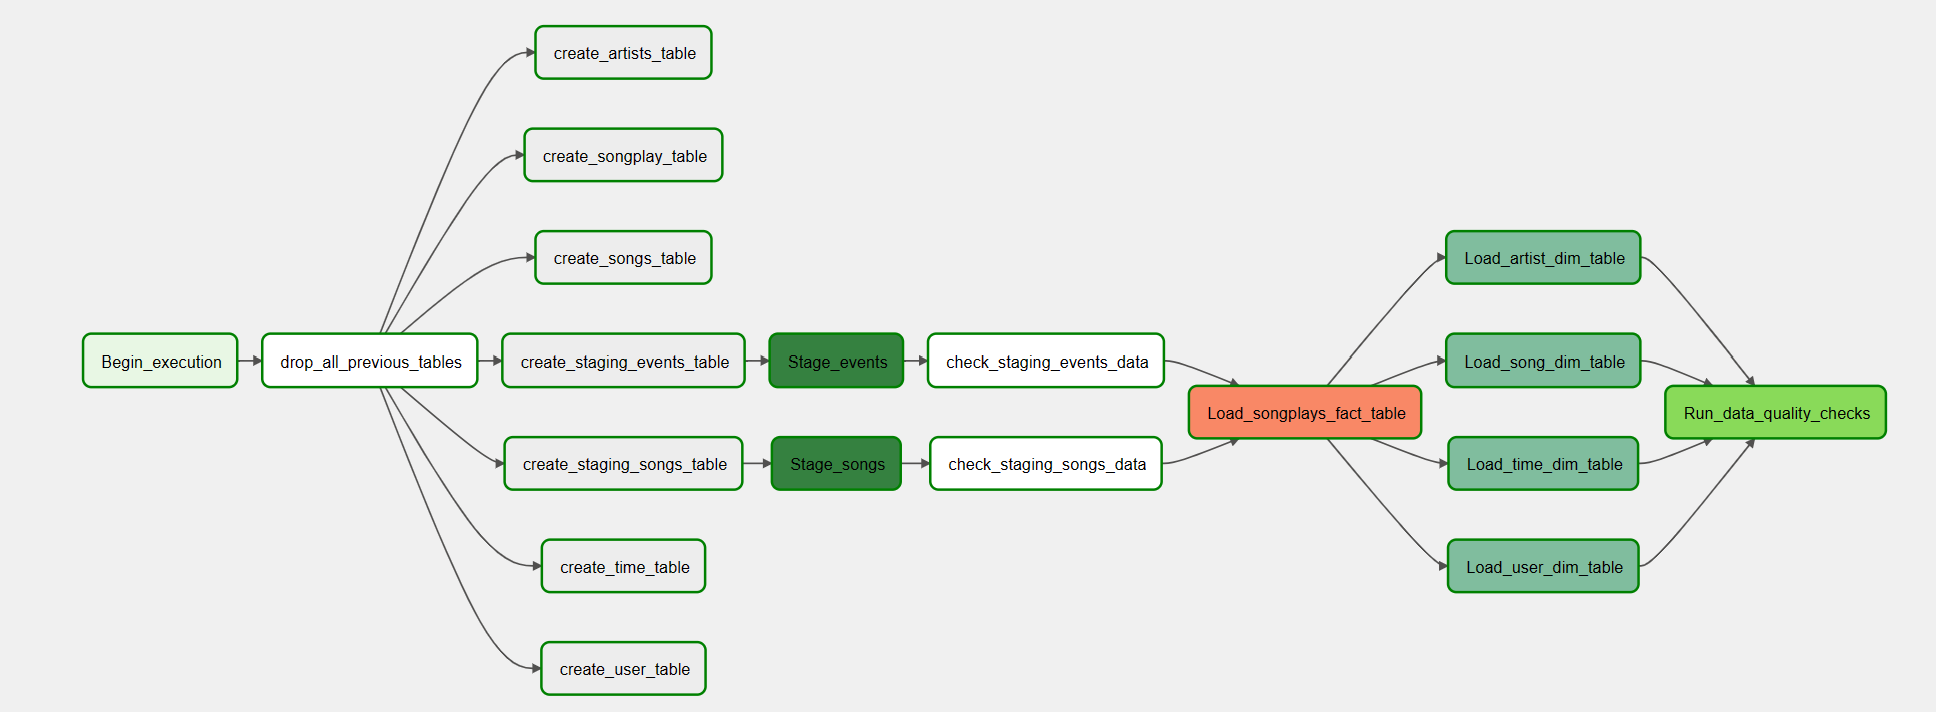 create_artists_table
create_songplay_table
create_songs_table
Begin_execution
drop_all_previous_tables
create_staging_events_table
Stage_events
check_staging_events_data
create_staging_songs_table
Stage_songs
check_staging_songs_data
create_time_table
create_user_table
Load_songplays_fact_table
Load_artist_dim_table
Load_song_dim_table
Load_time_dim_table
Load_user_dim_table
Run_data_quality_checks